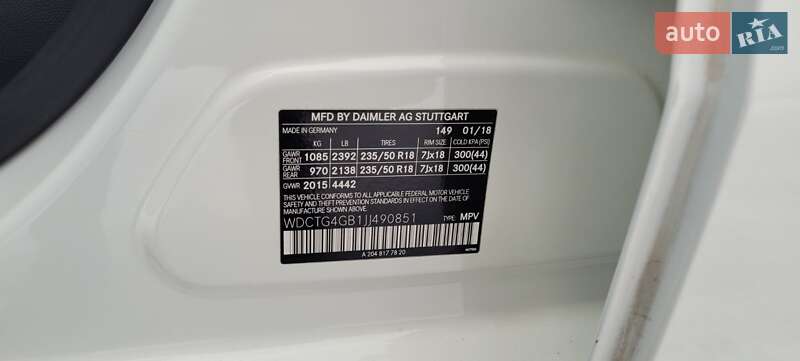 auto RIA .com
MFD BY DAIMLER AG STUTTGART
MADE IN GERMANY 149 01/18
KG LB TIRES RIM SIZE COLD KPA (PSI)
GAWR FRONT 1085 2392 235/50 R18 7Jx18 300(44)
GAWR REAR 970 2138 235/50 R18 7Jx18 300(44)
GVWR 2015 4442
THIS VEHICLE CONFORMS TO ALL APPLICABLE FEDERAL MOTOR VEHICLE
SAFETY AND THEFT PREVENTION STANDARDS IN EFFECT ON THE DATE OF
MANUFACTURE SHOWN ABOVE.
WDCTG4GB1JJ490851 TYPE: MPV
A 204 817 78 20